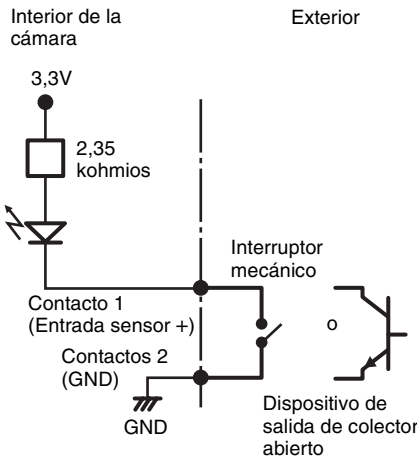 Interior de la
cámara
Exterior
3,3V
2,35
kohmios
Interruptor
mecánico
Contacto 1
(Entrada sensor +)
o
Contactos 2
(GND)
GND
Dispositivo de
salida de colector
abierto